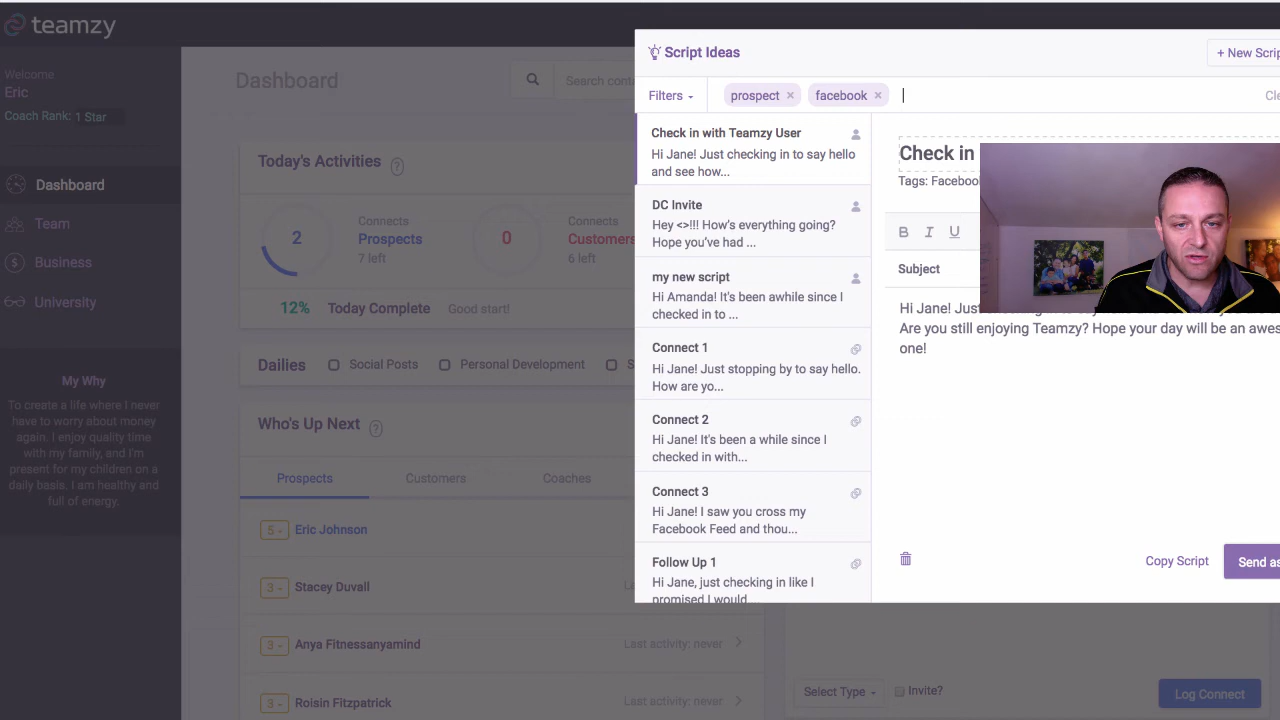 teamzy
Welcome
Eric
Coach Rank: 1 Star
Dashboard
Team
Business
University
My Why
To create a life where I never
have to worry about money
again. I enjoy quality time
with my family, and I'm
present for my children on a
daily basis. I am healthy and
full of energy.
Dashboard
Search conta
Today's Activities ?
2
Connects
Prospects
7 left
0
Connects
Customers
6 left
12% Today Complete Good start!
Dailies Social Posts Personal Development S
Who's Up Next ?
Prospects Customers Coaches
5 Eric Johnson
3 Stacey Duvall La
3 Anya Fitnessanyamind Last activity: never
3 Roisin Fitzpatrick Last activity: never
Script Ideas
+ New Scrip
Filters
prospect × facebook ×
Cle
Check in with Teamzy User
Hi Jane! Just checking in to say hello
and see how...
DC Invite
Hey <>!!! How's everything going?
Hope you've had ...
my new script
Hi Amanda! It's been awhile since I
checked in to ...
Connect 1
Hi Jane! Just stopping by to say hello.
How are yo...
Connect 2
Hi Jane! It's been a while since I
checked in with...
Connect 3
Hi Jane! I saw you cross my
Facebook Feed and thou...
Follow Up 1
Hi Jane, just checking in like I
promised I would
Check in
Tags: Facebool
B I U
Subject
Hi Jane! Just
Are you still enjoying Teamzy? Hope your day will be an awes
one!
Copy Script
Send as
Select Type
Invite?
Log Connect